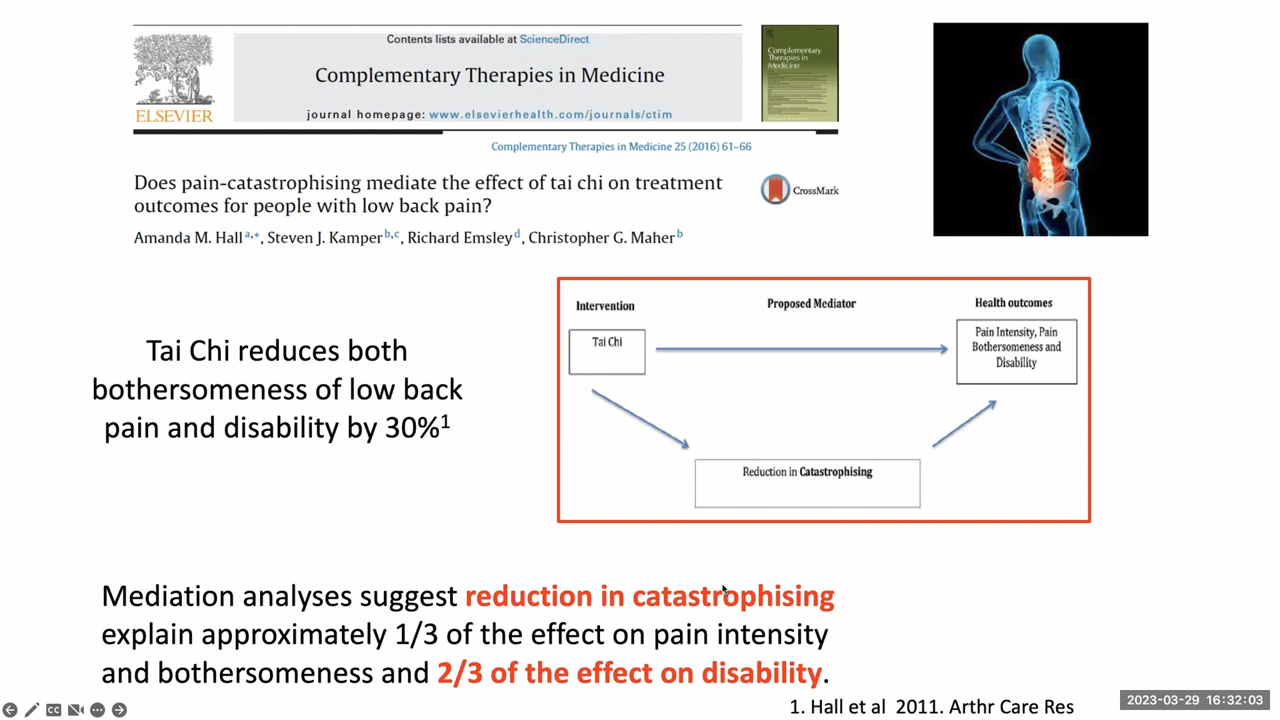 Contents lists available at ScienceDirect
Complementary Therapies in Medicine
journal homepage: www.elsevierhealth.com/journals/ctim
ELSEVIER
Complementary
Therapies in
Medicine
Complementary Therapies in Medicine 25 (2016) 61–66
Does pain-catastrophising mediate the effect of tai chi on treatment
outcomes for people with low back pain?
CrossMark
Amanda M. Hall a,*, Steven J. Kamper b,c, Richard Emsley d, Christopher G. Maher b
Intervention
Proposed Mediator
Health outcomes
Tai Chi
Pain Intensity, Pain
Bothersomeness and
Disability
Reduction in Catastrophising
Tai Chi reduces both
bothersomeness of low back
pain and disability by 30%1
Mediation analyses suggest reduction in catastrophising
explain approximately 1/3 of the effect on pain intensity
and bothersomeness and 2/3 of the effect on disability.
1. Hall et al 2011. Arthr Care Res
2023-03-29 16:32:03